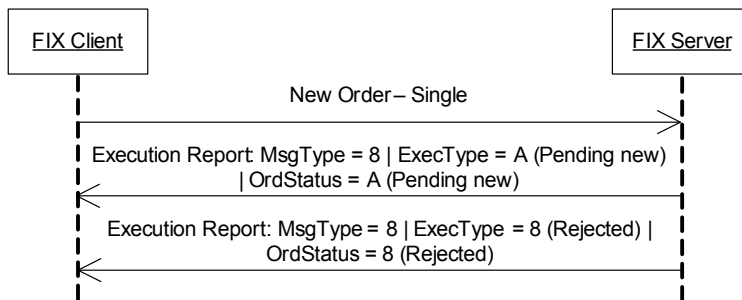 FIX Client
FIX Server
New Order– Single
Execution Report: MsgType = 8 | ExecType = A (Pending new)
| OrdStatus = A (Pending new)
Execution Report: MsgType = 8 | ExecType = 8 (Rejected) |
OrdStatus = 8 (Rejected)